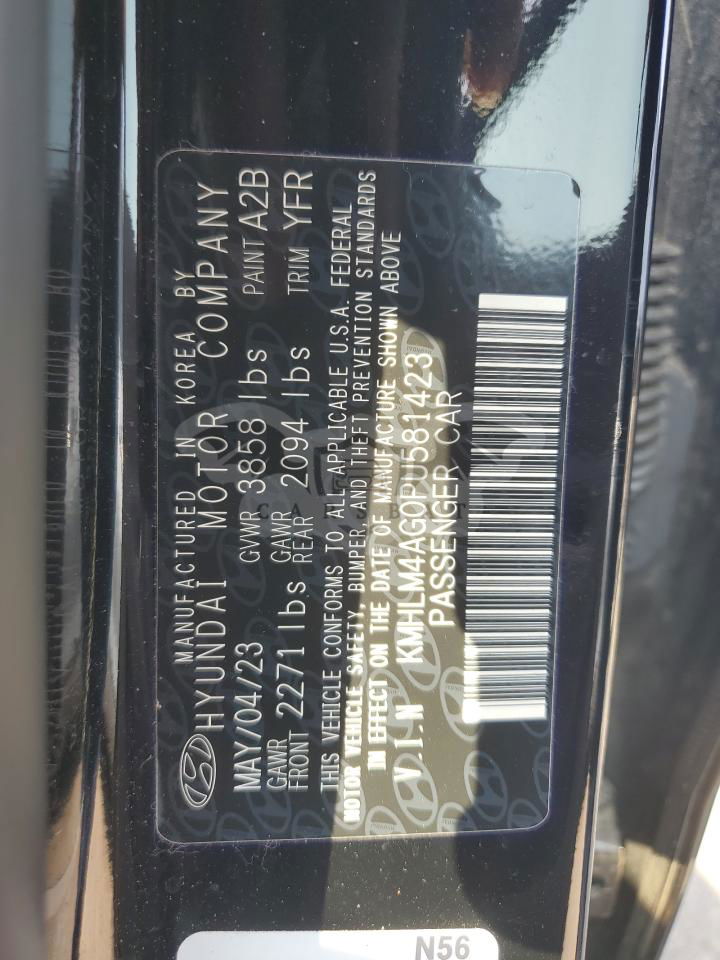 MANUFACTURED IN KOREA BY
HYUNDAI MOTOR COMPANY
MAY/04/23 GVWR 3858 lbs PAINT A2B
GAWR FRONT 2271 lbs GAWR REAR 2094 lbs TRIM YFR
THIS VEHICLE CONFORMS TO ALL APPLICABLE U.S.A. FEDERAL
MOTOR VEHICLE SAFETY, BUMPER, AND THEFT PREVENTION STANDARDS
IN EFFECT ON THE DATE OF MANUFACTURE SHOWN ABOVE
V.I.N KMHLM4AG0PU581423
PASSENGER CAR
N56